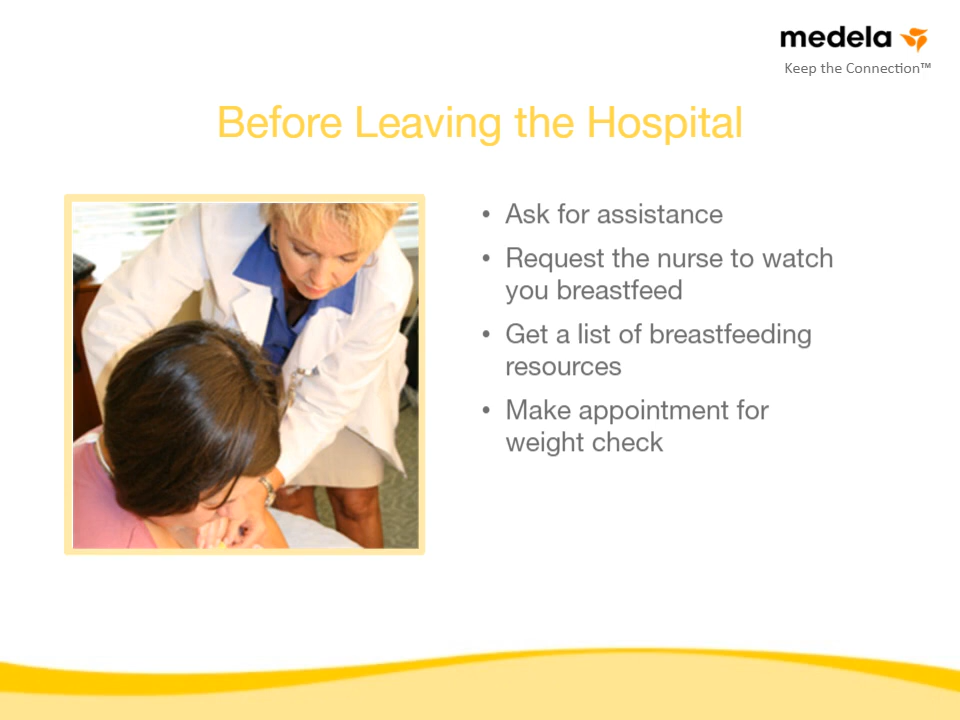 medela
Keep the Connection™
Before Leaving the Hospital
• Ask for assistance
• Request the nurse to watch
you breastfeed
• Get a list of breastfeeding
resources
• Make appointment for
weight check